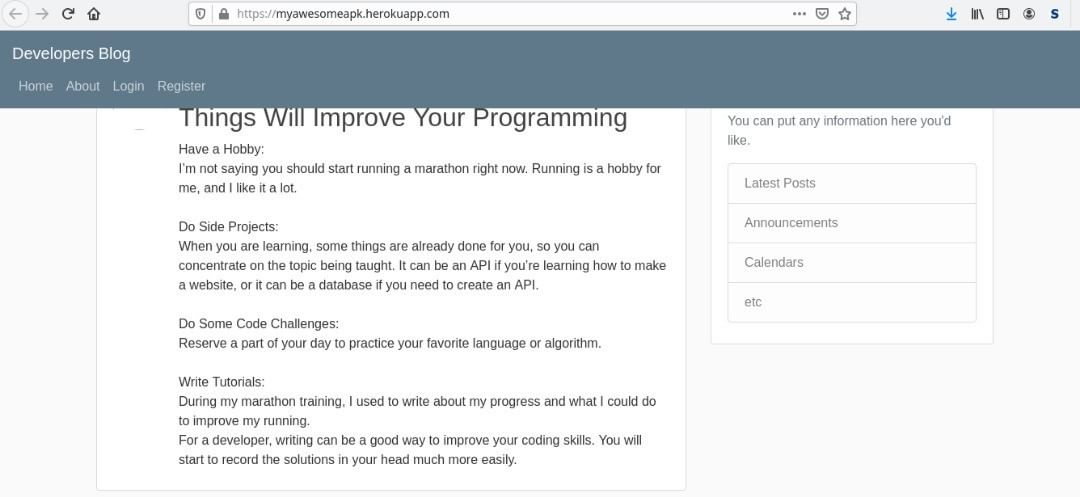 https://myawesomeapk.herokuapp.com
S
Developers Blog
Home About Login Register
Things Will Improve Your Programming
Have a Hobby:
I'm not saying you should start running a marathon right now. Running is a hobby for
me, and I like it a lot.
Do Side Projects:
When you are learning, some things are already done for you, so you can
concentrate on the topic being taught. It can be an API if you're learning how to make
a website, or it can be a database if you need to create an API.
Do Some Code Challenges:
Reserve a part of your day to practice your favorite language or algorithm.
Write Tutorials:
During my marathon training, I used to write about my progress and what I could do
to improve my running.
For a developer, writing can be a good way to improve your coding skills. You will
start to record the solutions in your head much more easily.
You can put any information here you'd
like.
Latest Posts
Announcements
Calendars
etc